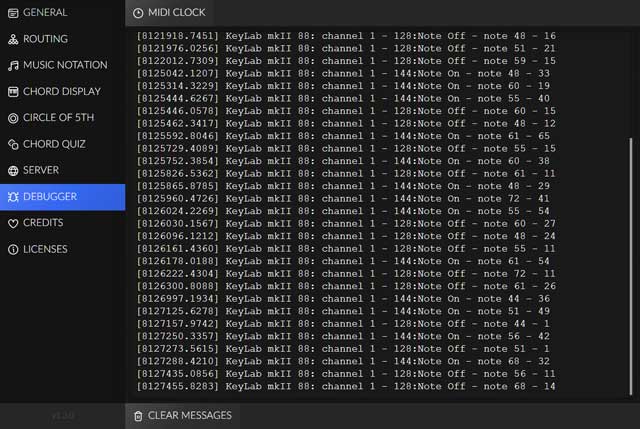 GENERAL
ROUTING
MUSIC NOTATION
CHORD DISPLAY
CIRCLE OF 5TH
CHORD QUIZ
SERVER
DEBUGGER
CREDITS
LICENSES
v1.3.0
MIDI CLOCK
[8121918.7451] KeyLab mkII 88: channel 1 - 128:Note Off - note 48 - 16
[8121976.0256] KeyLab mkII 88: channel 1 - 128:Note Off - note 51 - 21
[8122012.7309] KeyLab mkII 88: channel 1 - 128:Note Off - note 59 - 15
[8125042.1207] KeyLab mkII 88: channel 1 - 144:Note On - note 48 - 33
[8125314.3229] KeyLab mkII 88: channel 1 - 144:Note On - note 60 - 19
[8125444.6267] KeyLab mkII 88: channel 1 - 144:Note On - note 55 - 40
[8125446.0578] KeyLab mkII 88: channel 1 - 128:Note Off - note 60 - 15
[8125462.3417] KeyLab mkII 88: channel 1 - 128:Note Off - note 48 - 12
[8125592.8046] KeyLab mkII 88: channel 1 - 144:Note On - note 61 - 65
[8125729.4089] KeyLab mkII 88: channel 1 - 128:Note Off - note 55 - 15
[8125752.3854] KeyLab mkII 88: channel 1 - 144:Note On - note 60 - 38
[8125826.5362] KeyLab mkII 88: channel 1 - 128:Note Off - note 61 - 11
[8125865.8785] KeyLab mkII 88: channel 1 - 144:Note On - note 48 - 29
[8125960.4726] KeyLab mkII 88: channel 1 - 144:Note On - note 72 - 41
[8126024.2269] KeyLab mkII 88: channel 1 - 144:Note On - note 55 - 54
[8126030.1567] KeyLab mkII 88: channel 1 - 128:Note Off - note 60 - 27
[8126096.1212] KeyLab mkII 88: channel 1 - 128:Note Off - note 48 - 24
[8126161.4360] KeyLab mkII 88: channel 1 - 128:Note Off - note 55 - 11
[8126178.0188] KeyLab mkII 88: channel 1 - 144:Note On - note 61 - 54
[8126222.4304] KeyLab mkII 88: channel 1 - 128:Note Off - note 72 - 11
[8126300.8088] KeyLab mkII 88: channel 1 - 128:Note Off - note 61 - 26
[8126997.1934] KeyLab mkII 88: channel 1 - 144:Note On - note 44 - 36
[8127125.6278] KeyLab mkII 88: channel 1 - 144:Note On - note 51 - 49
[8127157.9742] KeyLab mkII 88: channel 1 - 128:Note Off - note 44 - 1
[8127250.3357] KeyLab mkII 88: channel 1 - 144:Note On - note 56 - 42
[8127273.5615] KeyLab mkII 88: channel 1 - 128:Note Off - note 51 - 1
[8127288.4210] KeyLab mkII 88: channel 1 - 144:Note On - note 68 - 32
[8127435.0856] KeyLab mkII 88: channel 1 - 128:Note Off - note 56 - 11
[8127455.8283] KeyLab mkII 88: channel 1 - 128:Note Off - note 68 - 14
CLEAR MESSAGES